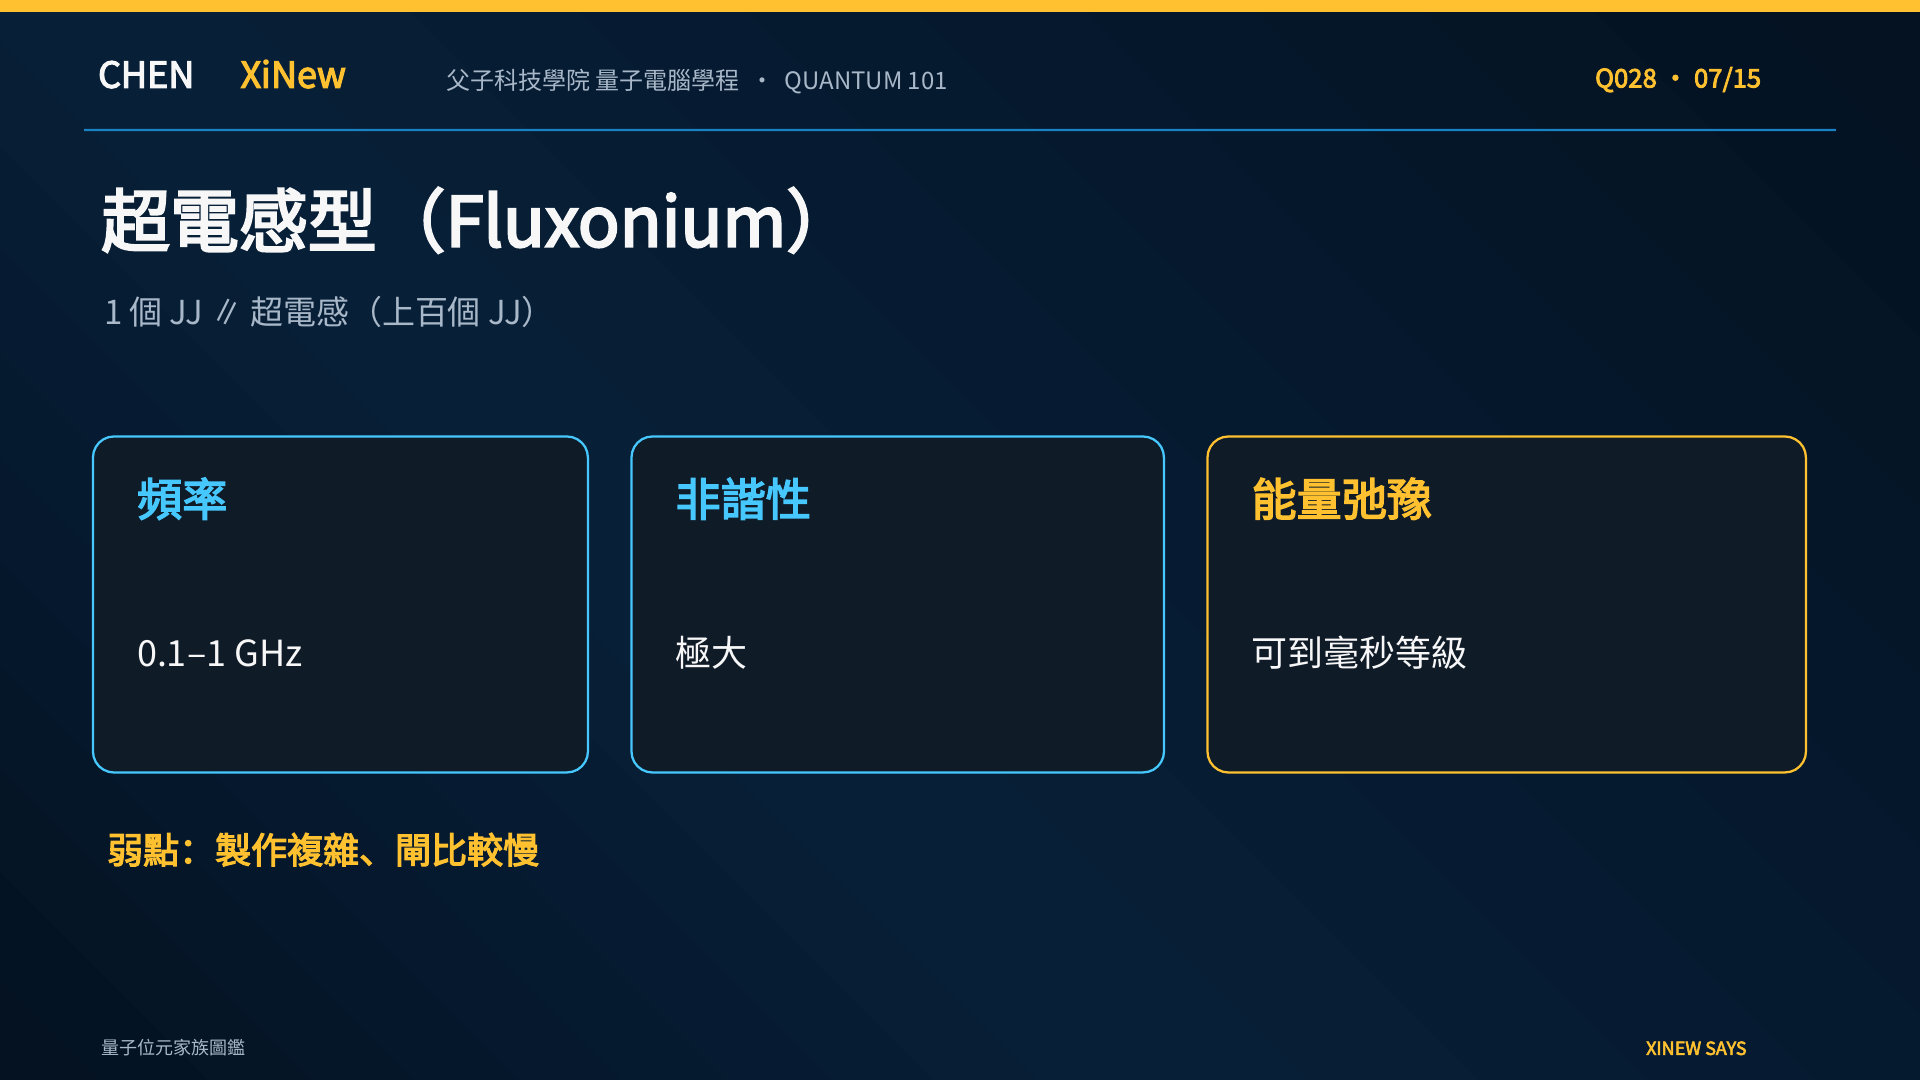 CHEN XiNew 父子科技學院 量子電腦學程 • QUANTUM 101 Q028 • 07/15
超電感型（Fluxonium）
1 個 JJ ∥ 超電感（上百個 JJ）
頻率
0.1–1 GHz
非諧性
極大
能量弛豫
可到毫秒等級
弱點：製作複雜、閘比較慢
量子位元家族圖鑑
XINEW SAYS